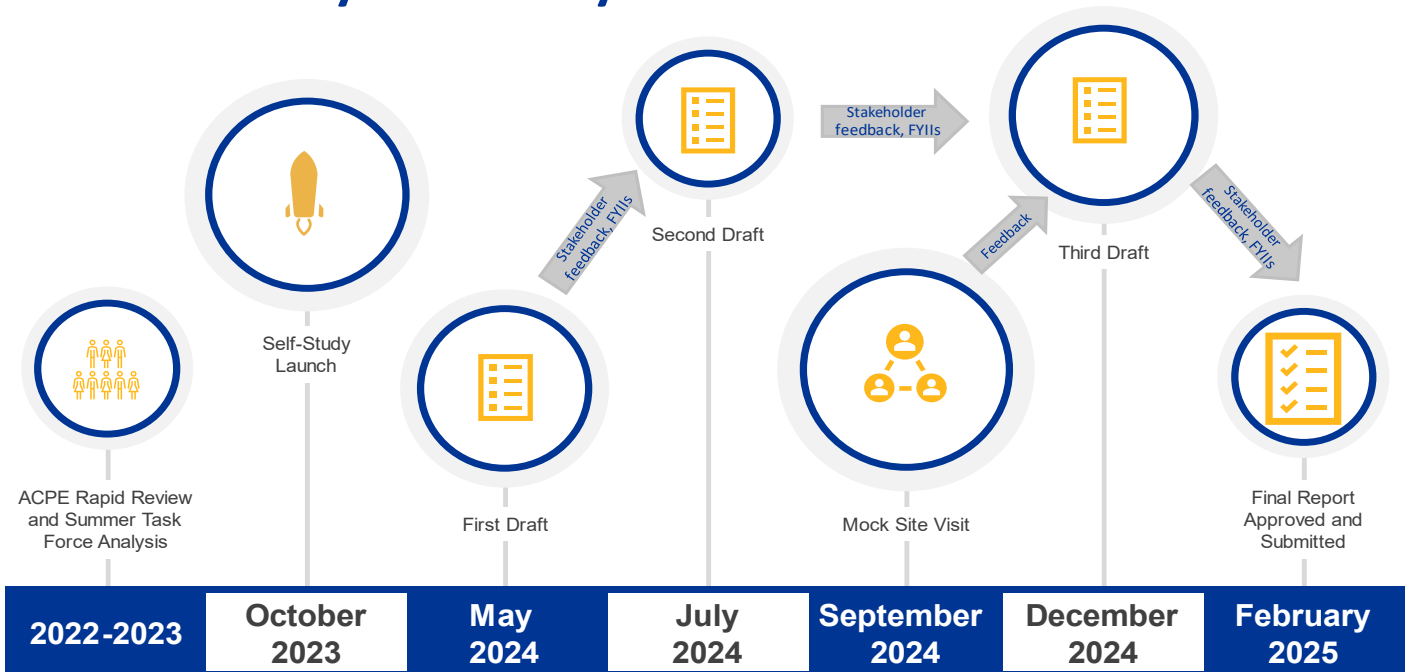 Stakeholder
feedback, FYIIs
Stakeholder
feedback, FYIIs
Feedback
Stakeholder
feedback, FYIIs
Second Draft
Third Draft
Self-Study
Launch
ACPE Rapid Review
and Summer Task
Force Analysis
First Draft
Mock Site Visit
Final Report
Approved and
Submitted
2022-2023
October
2023
May
2024
July
2024
September
2024
December
2024
February
2025